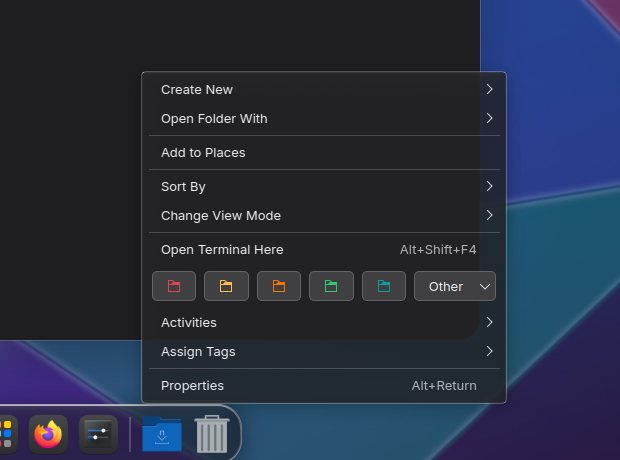 Create New
Open Folder With
Add to Places
Sort By
Change View Mode
Open Terminal Here Alt+Shift+F4
Other
Activities
Assign Tags
Properties Alt+Return